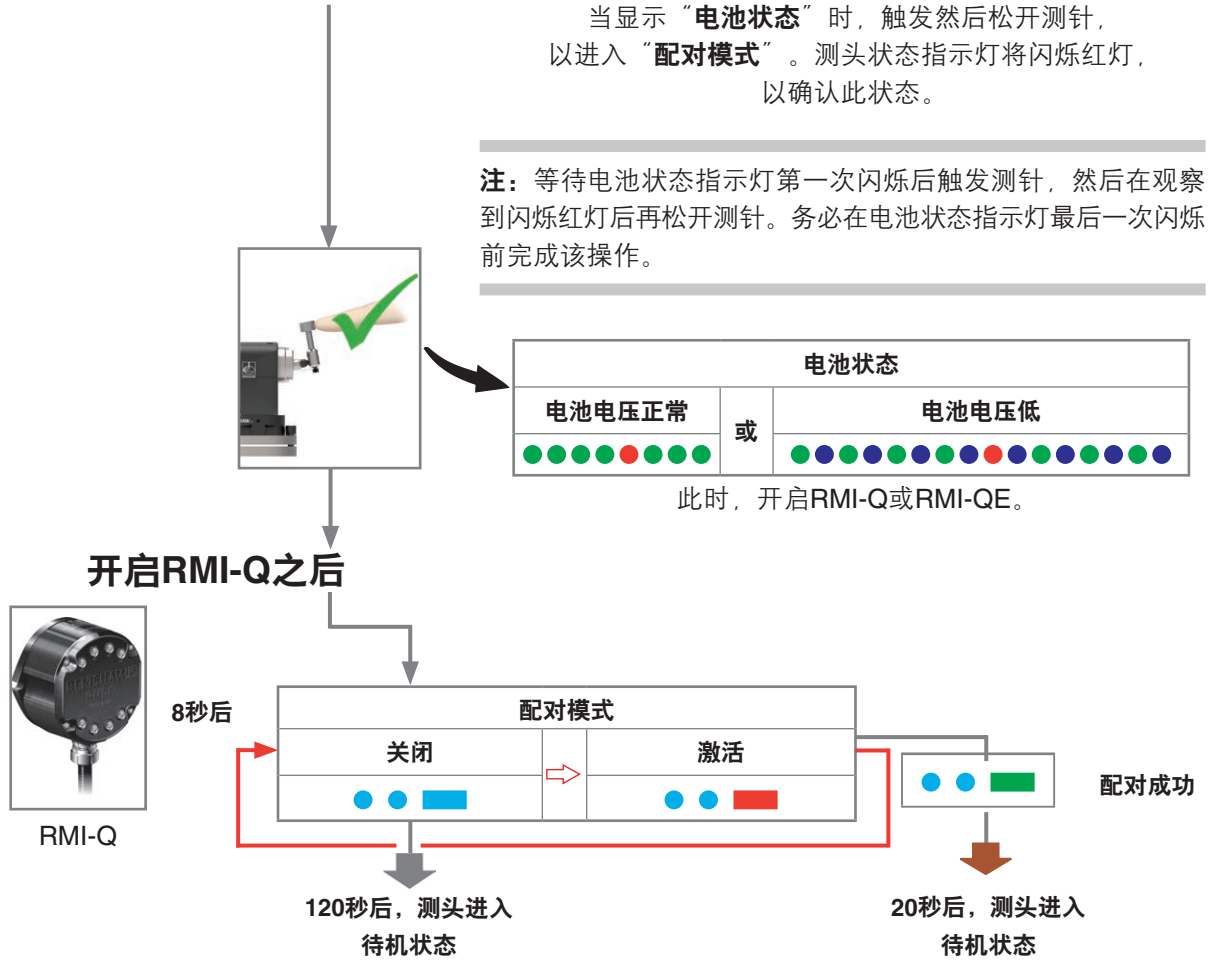 当显示“电池状态”时，触发然后松开测针，
以进入“配对模式”。测头状态指示灯将闪烁红灯，
以确认此状态。
注：等待电池状态指示灯第一次闪烁后触发测针，然后在观察
到闪烁红灯后再松开测针。务必在电池状态指示灯最后一次闪烁
前完成该操作。
电池状态
电池电压正常
或
电池电压低
此时，开启RMI-Q或RMI-QE。
开启RMI-Q之后
RENISHAW
RMI-Q
8秒后
配对模式
关闭
激活
配对成功
120秒后，测头进入
待机状态
20秒后，测头进入
待机状态